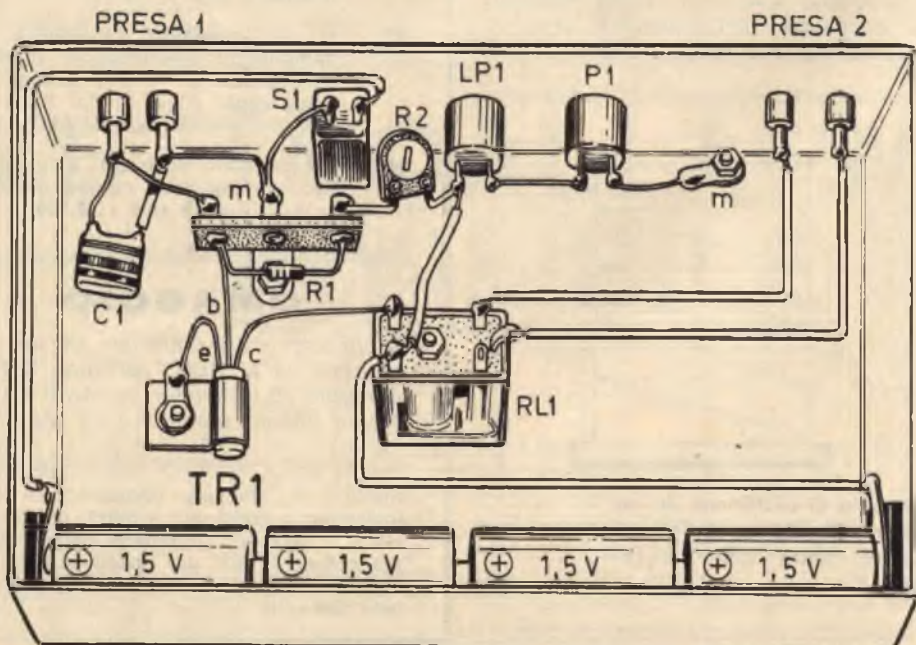 PRESA 1
PRESA 2
S1
R2
LP1
P1
m
m
C1
R1
b
e
c
RL1
TR1
⊕ 1,5 V
⊕ 1,5 V
⊕ 1,5 V
⊕ 1,5 V